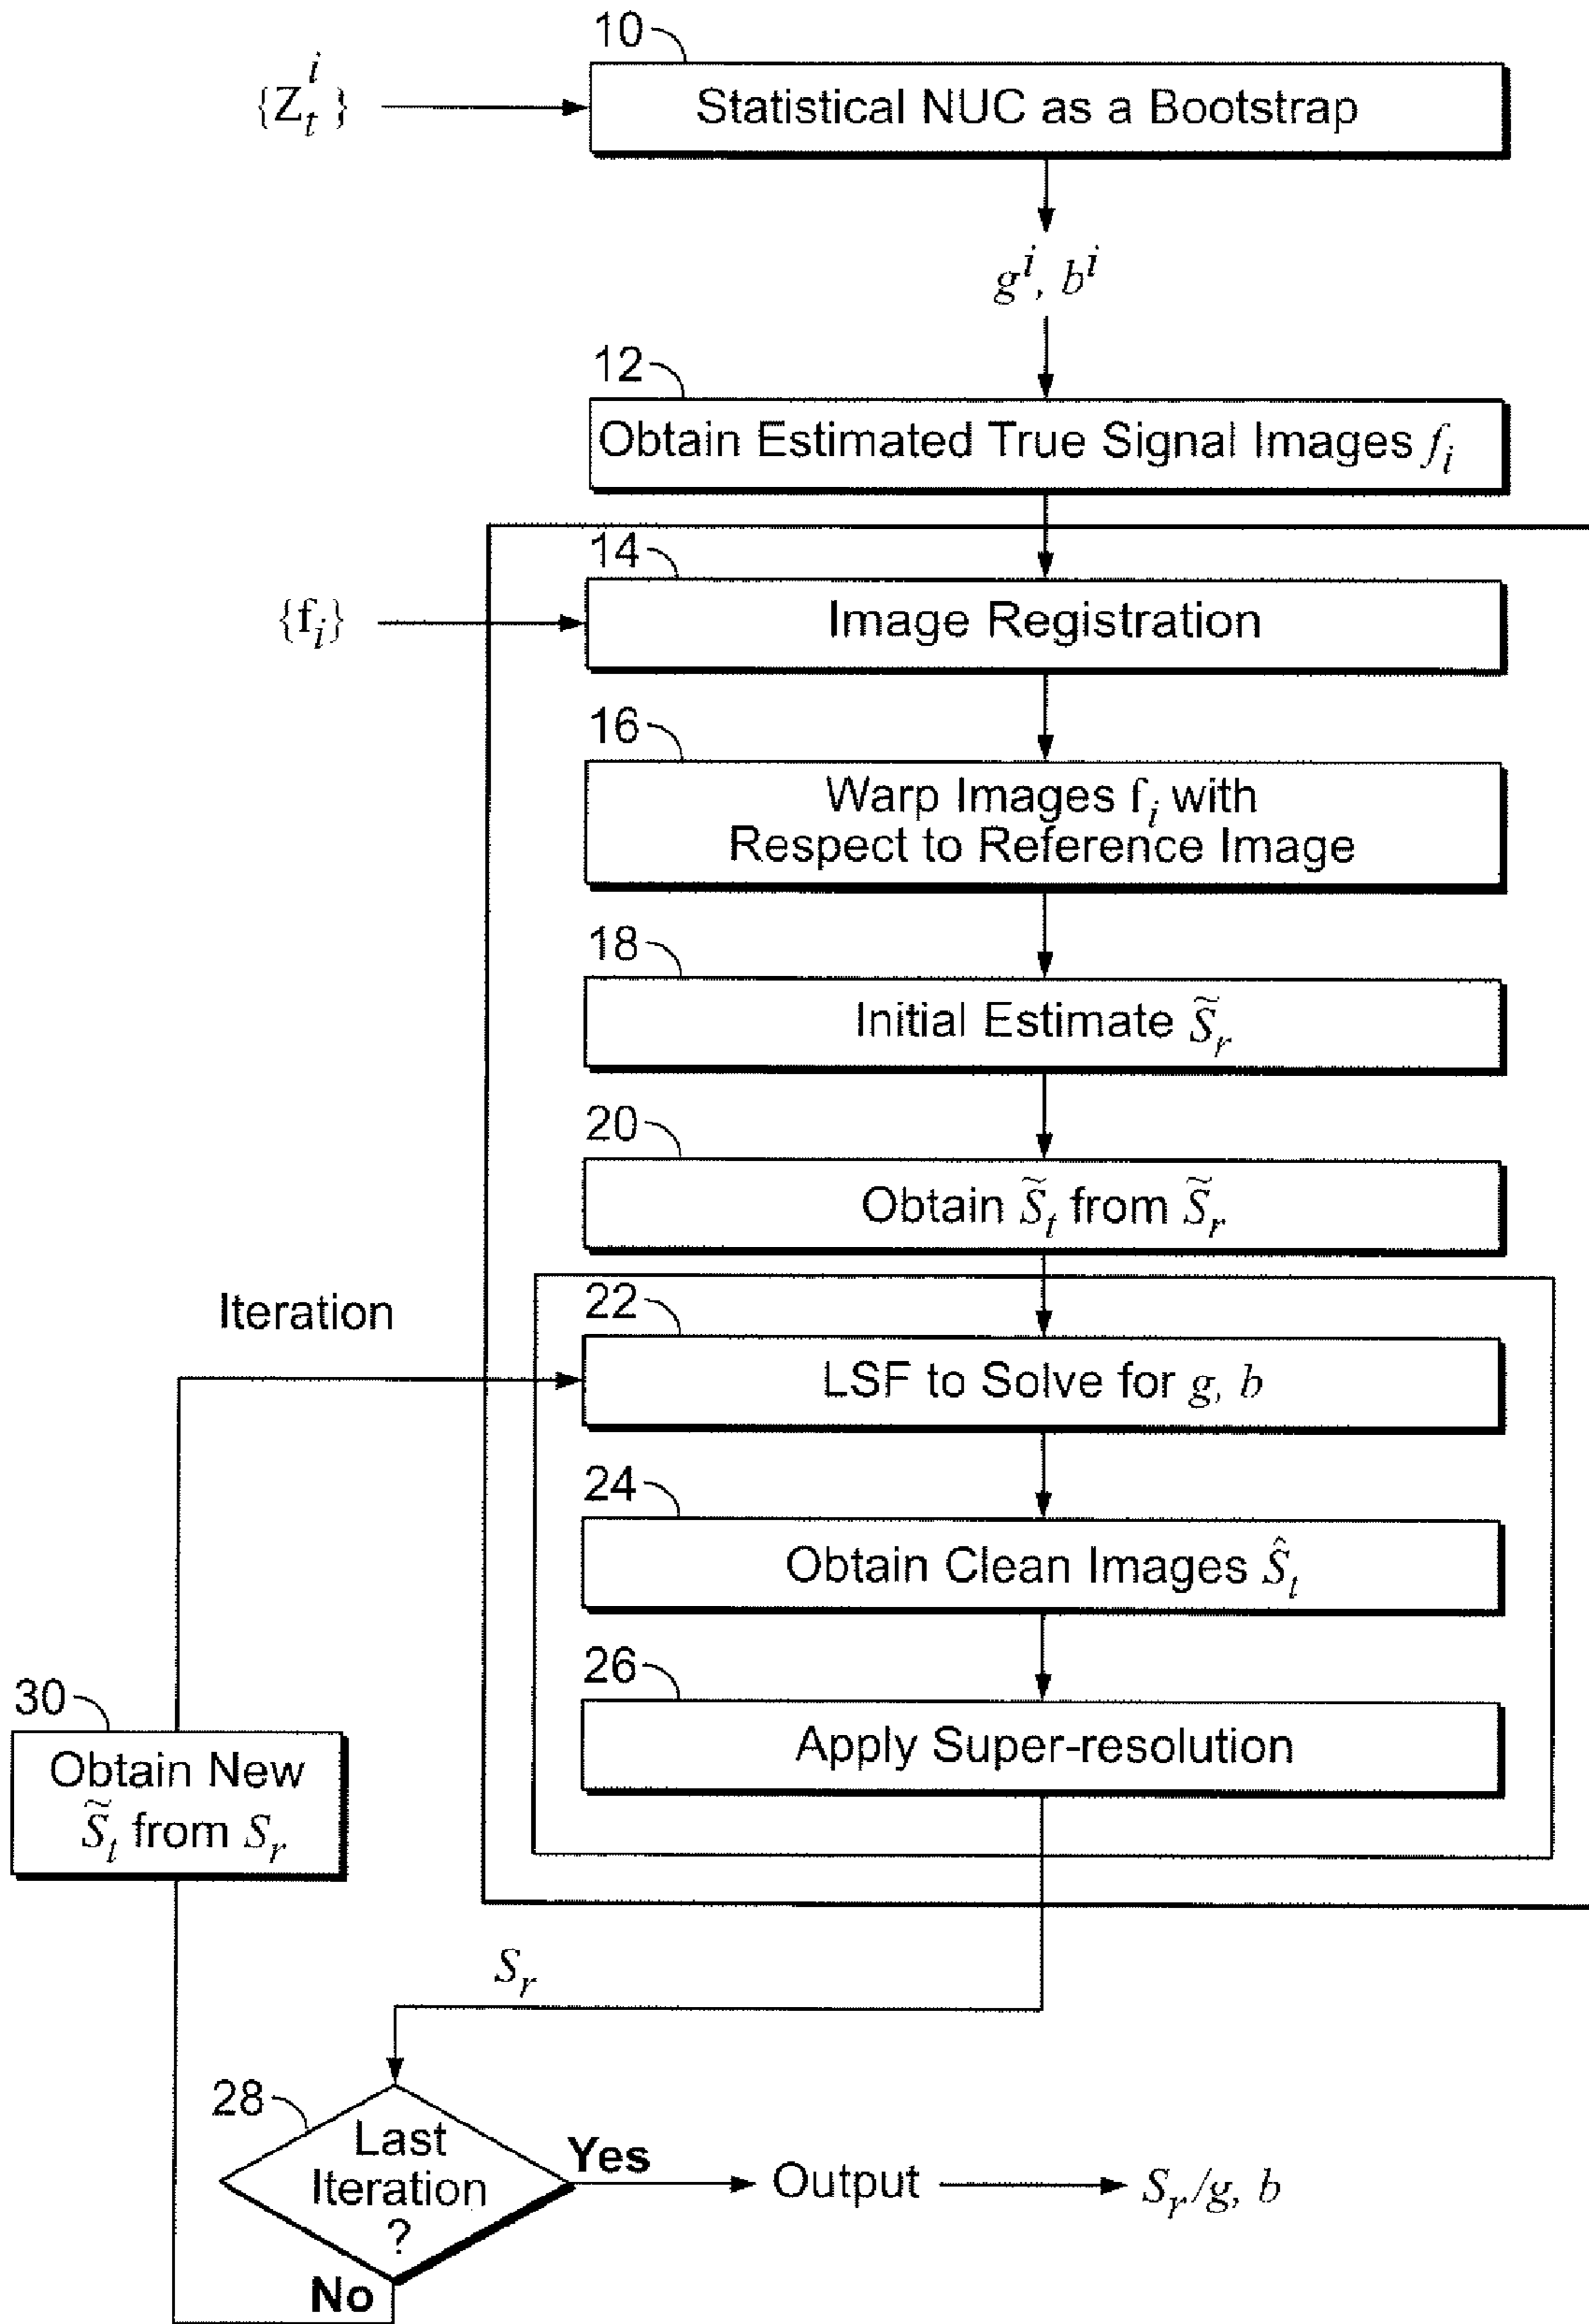 10
{Z_t^i}
Statistical NUC as a Bootstrap
g^i, b^i
12
Obtain Estimated True Signal Images f_i
14
{f_i}
Image Registration
16
Warp Images f_i with
Respect to Reference Image
18
Initial Estimate S̃_r
20
Obtain S̃_t from S̃_r
Iteration
22
LSF to Solve for g, b
24
Obtain Clean Images Ŝ_t
26
Apply Super-resolution
30
Obtain New
S̃_t from S_r
S_r
28
Last
Iteration
?
Yes
Output
S_r/g, b
No